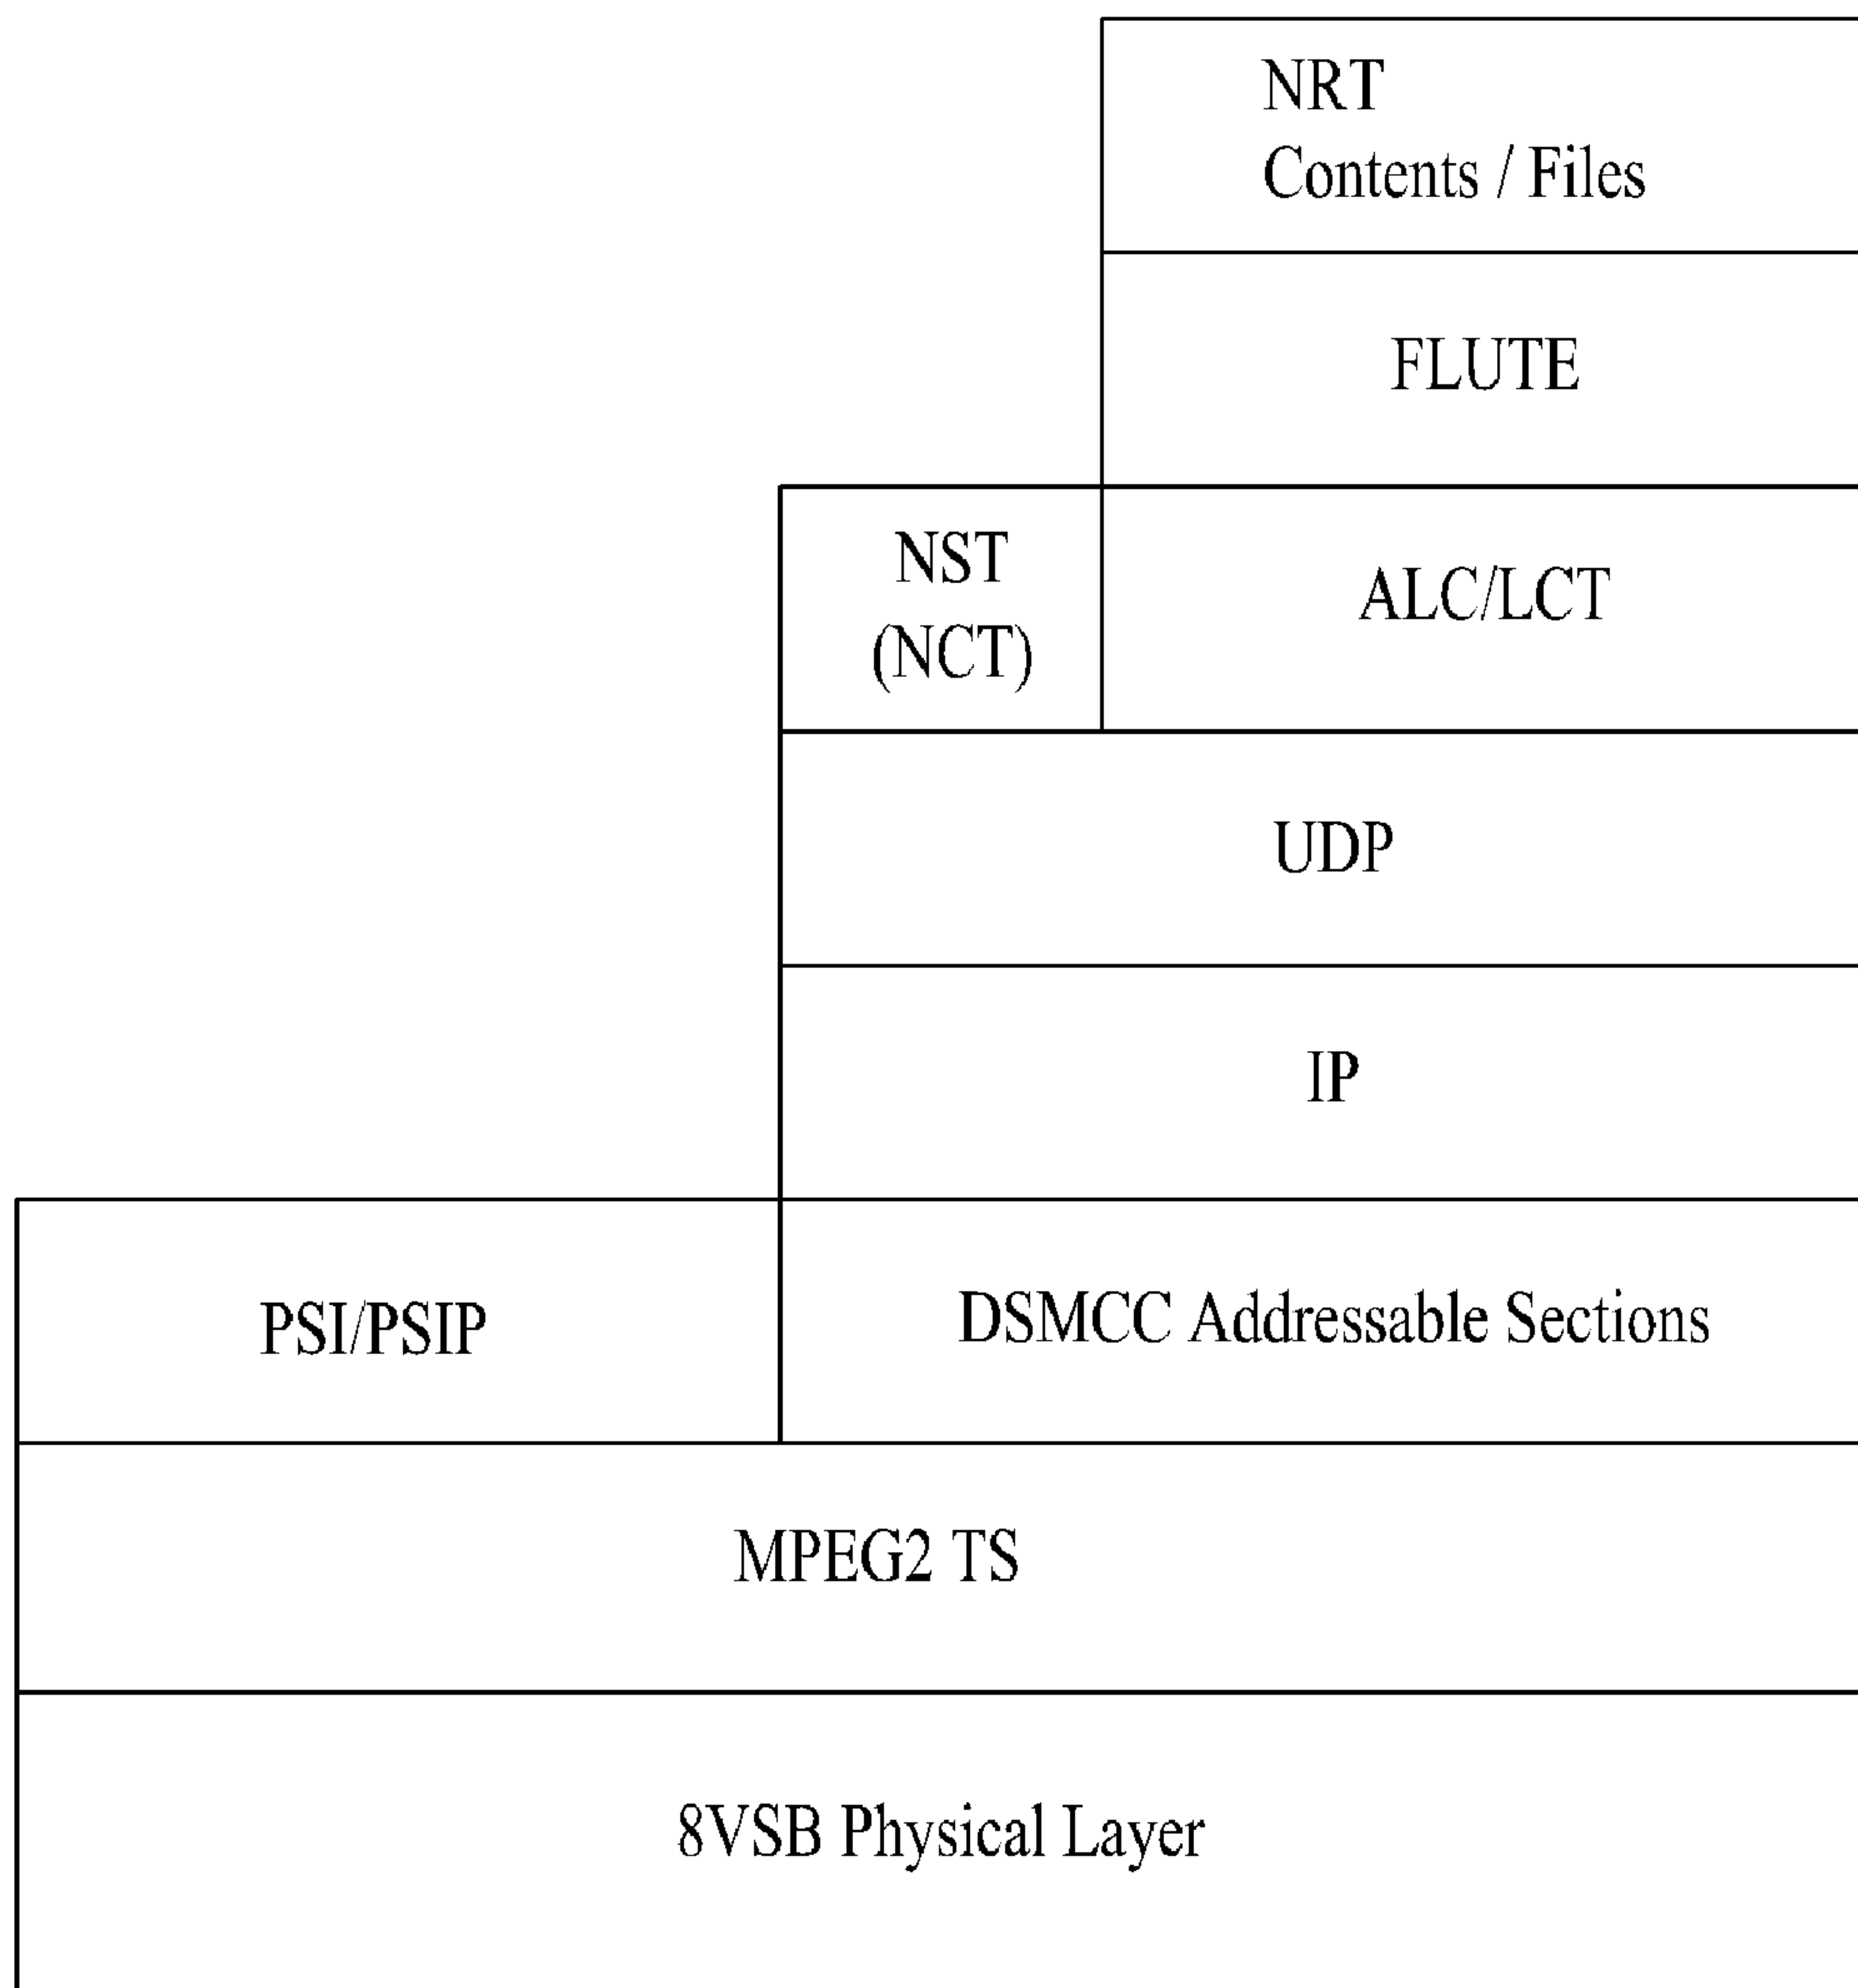 NRT
Contents / Files
FLUTE
NST
(NCT)
ALC/LCT
UDP
IP
PSI/PSIP
DSMCC Addressable Sections
MPEG2 TS
8VSB Physical Layer